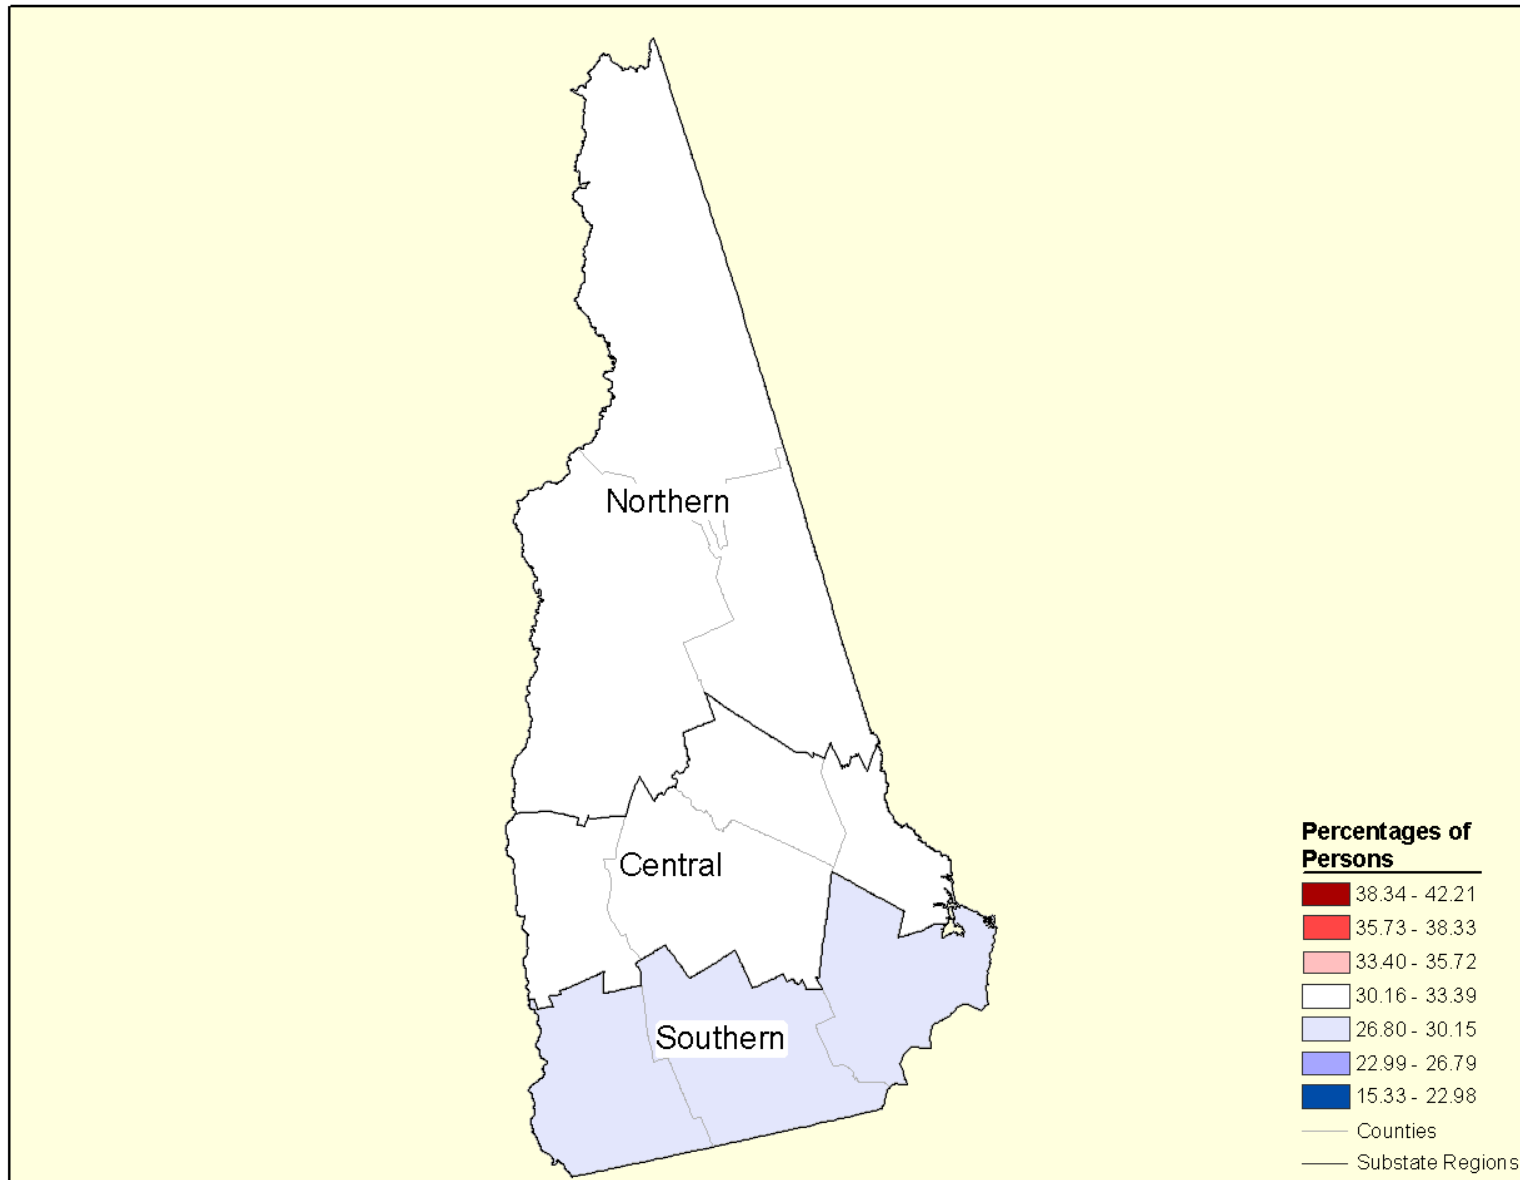 Northern
Central
Southern
Percentages of
Persons
38.34 - 42.21
35.73 - 38.33
33.40 - 35.72
30.16 - 33.39
26.80 - 30.15
22.99 - 26.79
15.33 - 22.98
Counties
Substate Regions